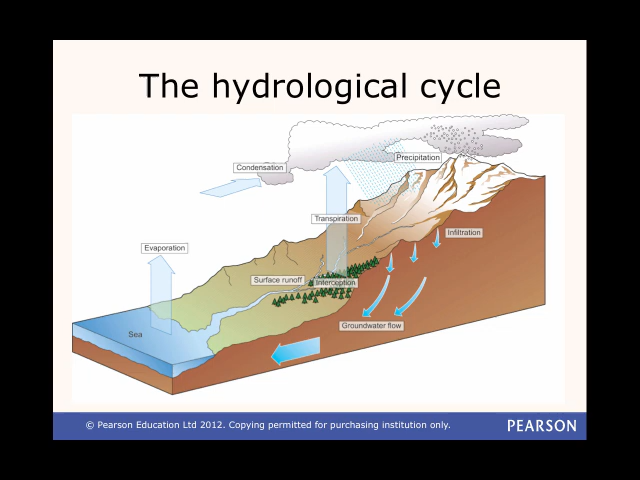 The hydrological cycle
Condensation
Precipitation
Transpiration
Infiltration
Evaporation
Surface runoff
Interception
Groundwater flow
Sea
© Pearson Education Ltd 2012. Copying permitted for purchasing institution only.
PEARSON